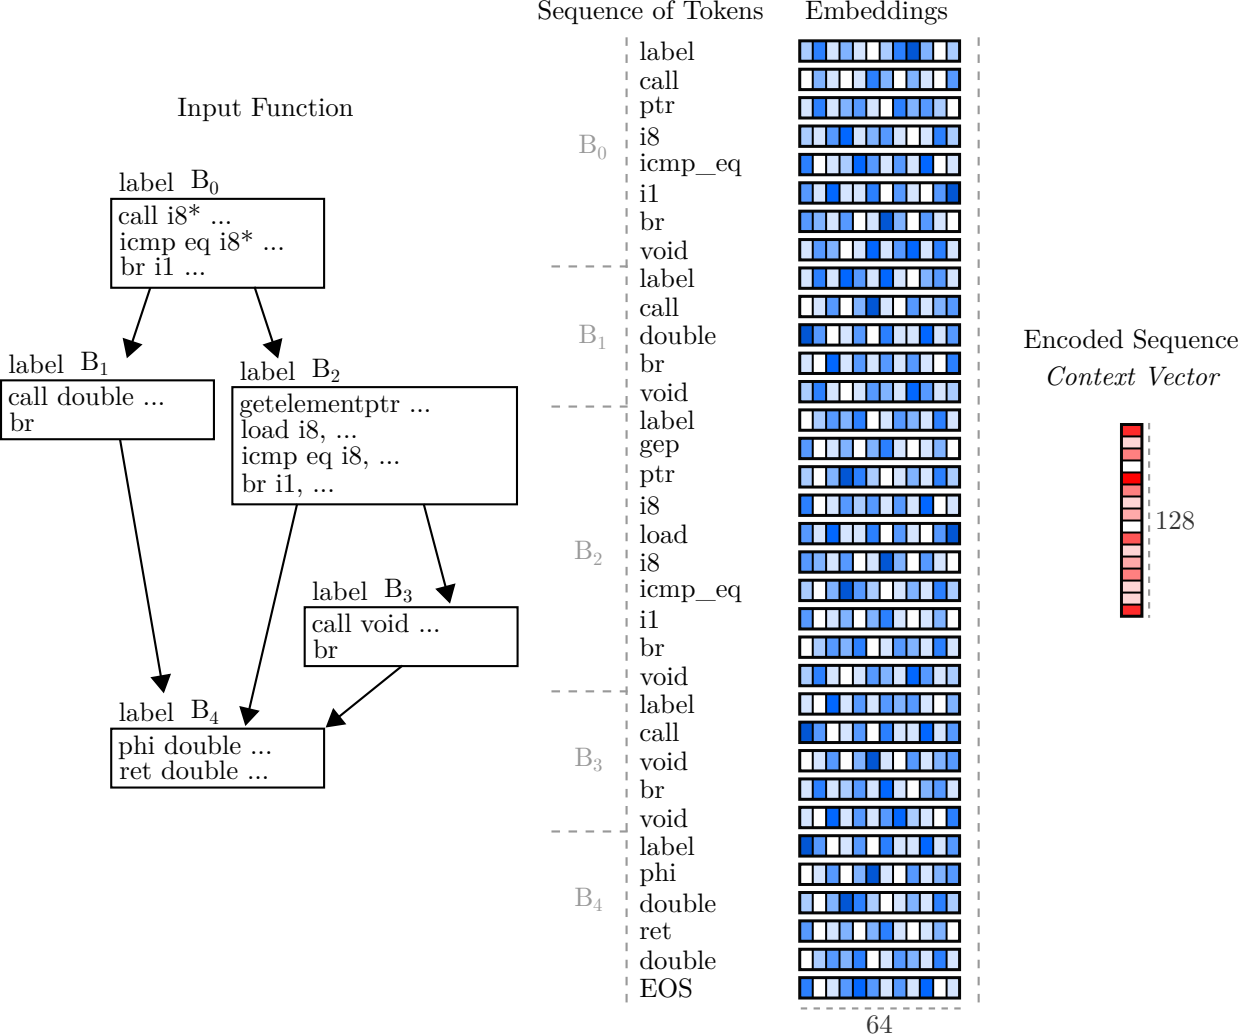 Sequence of Tokens
Embeddings
Input Function
label B0
call i8* ...
icmp eq i8* ...
br i1 ...
label B1
call double ...
br
label B2
getelementptr ...
load i8, ...
icmp eq i8, ...
br i1, ...
label B3
call void ...
br
label B4
phi double ...
ret double ...
B0
label
call
ptr
i8
icmp_eq
i1
br
void
B1
label
call
double
br
void
B2
label
gep
ptr
i8
load
i8
icmp_eq
i1
br
void
B3
label
call
void
br
void
B4
label
phi
double
ret
double
EOS
64
Encoded Sequence
Context Vector
128